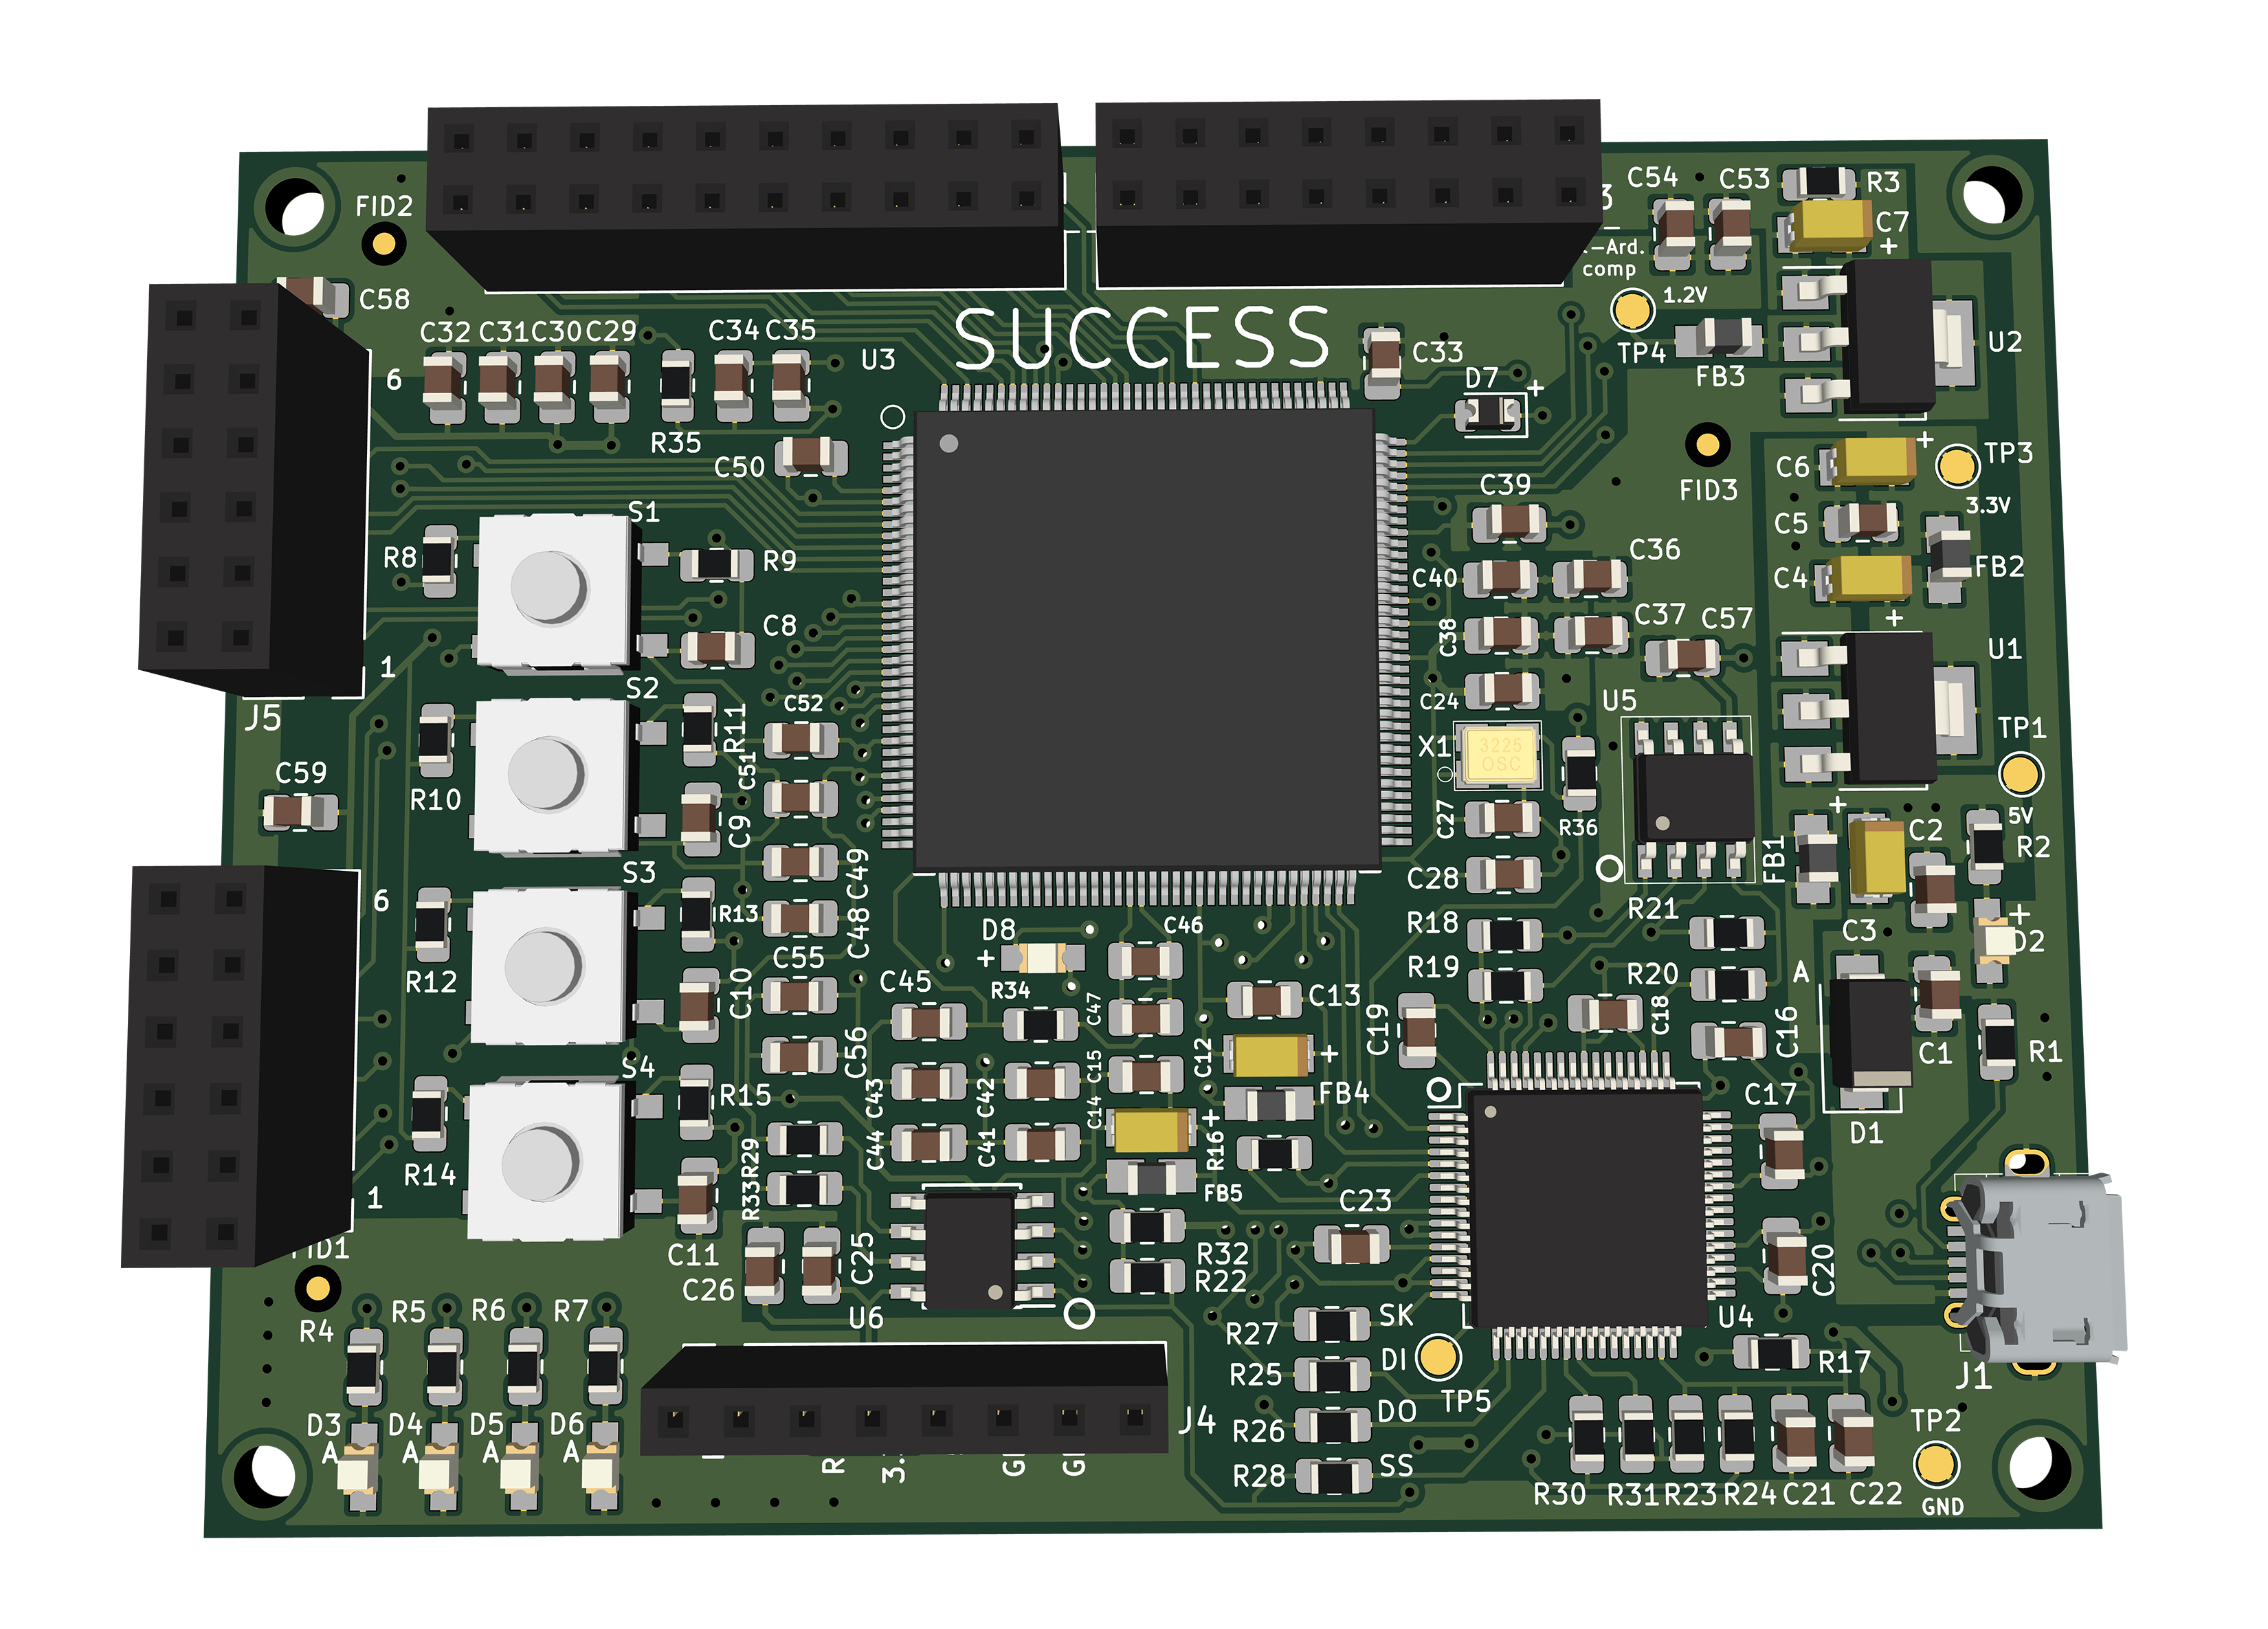 FID2
3
-Ard.
comp
C54
C53
R3
C7
+
C58
1.2V
TP4
FB3
U2
C32
C31
C30
C29
C34
C35
U3
SUCCESS
C33
D7
+
6
R35
C50
FID3
C6
+
TP3
3.3V
C5
C4
+
FB2
C39
S1
R8
R9
C8
C40
C36
C38
C37
C57
U1
1
J5
S2
R11
C52
C51
C24
U5
X1
3225
OSC
TP1
5V
C59
R10
C9
C27
R36
+
FB1
C2
R2
S3
C49
C28
6
R13
C48
R18
R21
C3
+
D2
D8
+
C46
R12
C10
C55
C45
R34
C47
C13
R19
R20
A
C18
C16
C19
C1
R1
S4
C56
C43
C42
C15
C12
+
FB4
R15
C14
+
C17
D1
R14
R29
C44
C41
R16
1
R33
FB5
C23
FID1
C11
C26
C25
R32
R22
C20
U6
R4
R5
R6
R7
R27
SK
U4
R25
DI
TP5
R17
J1
D3
A
D4
A
D5
A
D6
A
J4
R26
DO
TP2
R
3.
G
G
R28
SS
R30
R31
R23
R24
C21
C22
GND